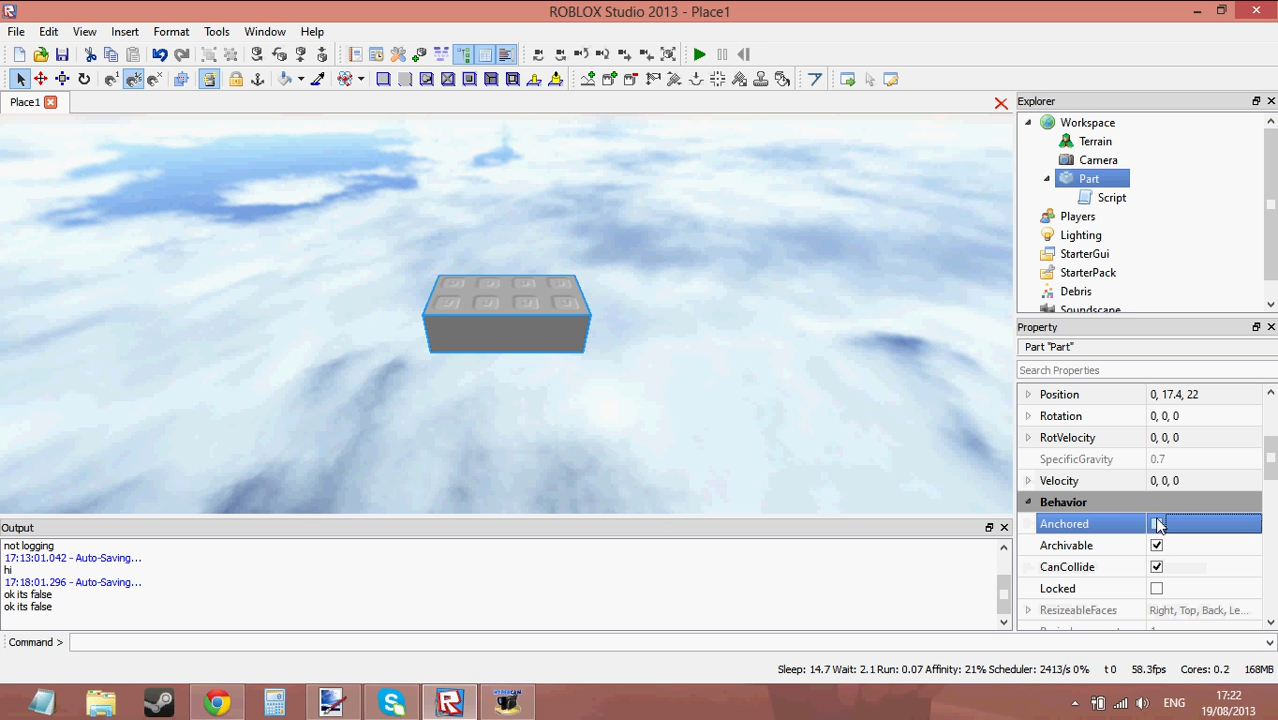 ROBLOX Studio 2013 - Place1
File Edit View Insert Format Tools Window Help
Place1
Explorer
Workspace
Terrain
Camera
Part
Script
Players
Lighting
StarterGui
StarterPack
Debris
Soundscape
Property
Part "Part"
Search Properties
Position 0, 17.4, 22
Rotation 0, 0, 0
RotVelocity 0, 0, 0
SpecificGravity 0.7
Velocity 0, 0, 0
Behavior
Anchored
Archivable
CanCollide
Locked
ResizeableFaces Right, Top, Back, Le...
Output
not logging
17:13:01.042 - Auto-Saving...
hi
17:18:01.296 - Auto-Saving...
ok its false
ok its false
Command >
Sleep: 14.7 Wait: 2.1 Run: 0.07 Affinity: 21% Scheduler: 2413/s 0% t 0 58.3fps Cores: 0.2 168MB
ENG
17:22
19/08/2013